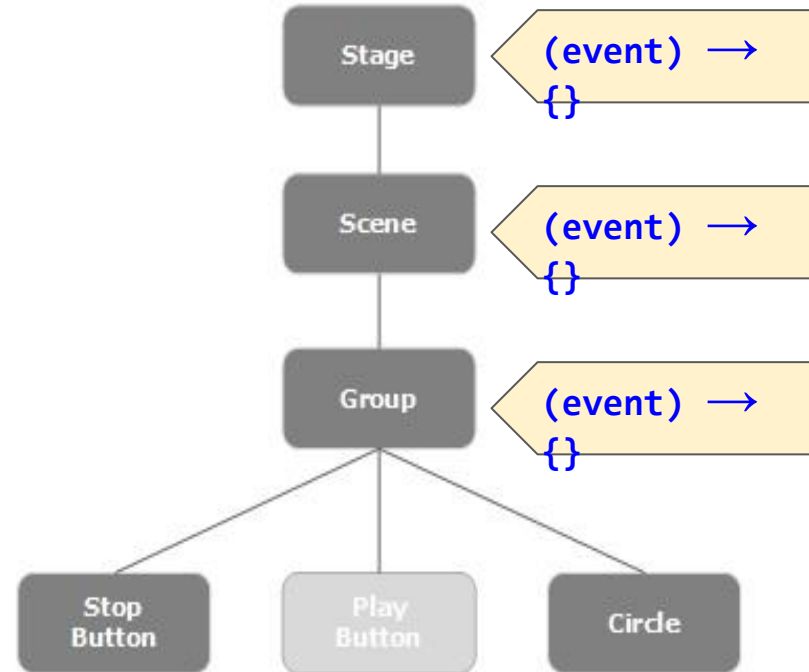 Stage
(event) ⟶
{}
Scene
(event) ⟶
{}
Group
(event) ⟶
{}
Stop
Button
Play
Button
Circle